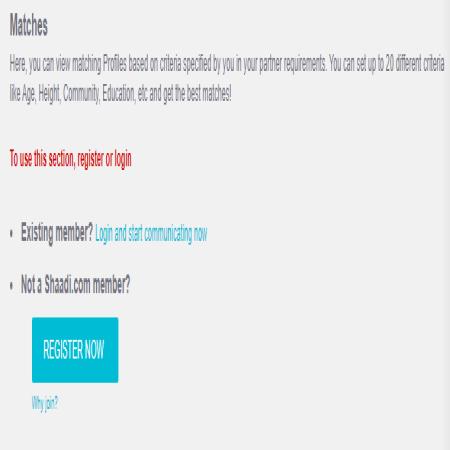 Matches
Here, you can view matching Profiles based on criteria specified by you in your partner requirements. You can set up to 20 different criteria
like Age, Height, Community, Education, etc and get the best matches!
To use this section, register or login
• Existing member? Login and start communicating now
• Not a Shaadi.com member?
REGISTER NOW
Why join?